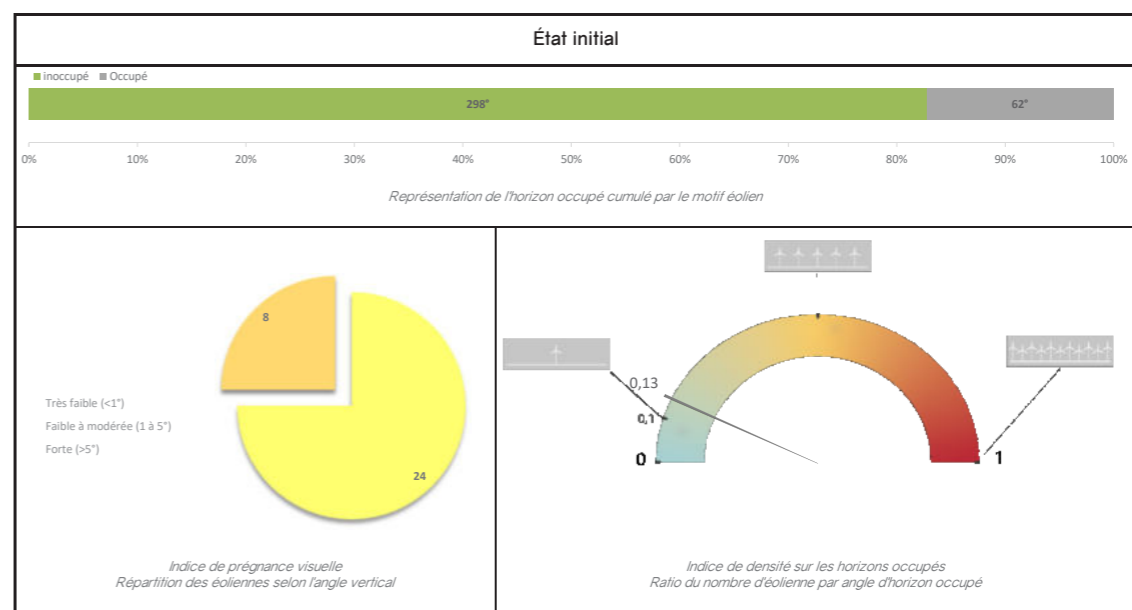 État initial
inoccupé Occupé
298° 62°
0% 10% 20% 30% 40% 50% 60% 70% 80% 90% 100%
Représentation de l'horizon occupé cumulé par le motif éolien
8
24
Très faible (<1°)
Faible à modérée (1 à 5°)
Forte (>5°)
Indice de prégnance visuelle
Répartition des éoliennes selon l'angle vertical
0,13
0,1
0
1
Indice de densité sur les horizons occupés
Ratio du nombre d'éolienne par angle d'horizon occupé